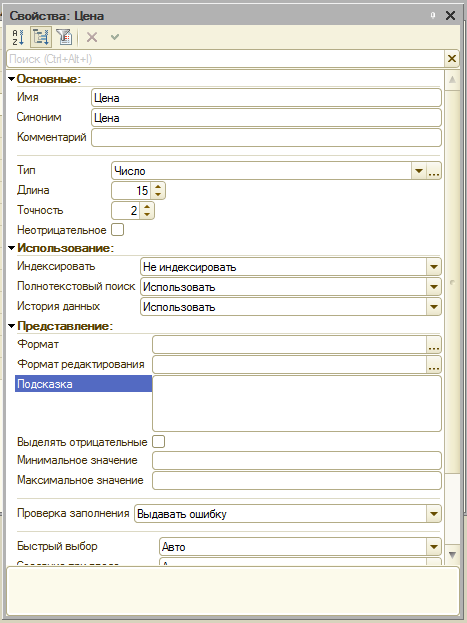 Свойства: Цена
Поиск (Ctrl+Alt+I)
Основные:
Имя Цена
Синоним Цена
Комментарий
Тип Число
Длина 15
Точность 2
Неотрицательное
Использование:
Индексировать Не индексировать
Полнотекстовый поиск Использовать
История данных Использовать
Представление:
Формат
Формат редактирования
Подсказка
Выделять отрицательные
Минимальное значение
Максимальное значение
Проверка заполнения Выдавать ошибку
Быстрый выбор Авто